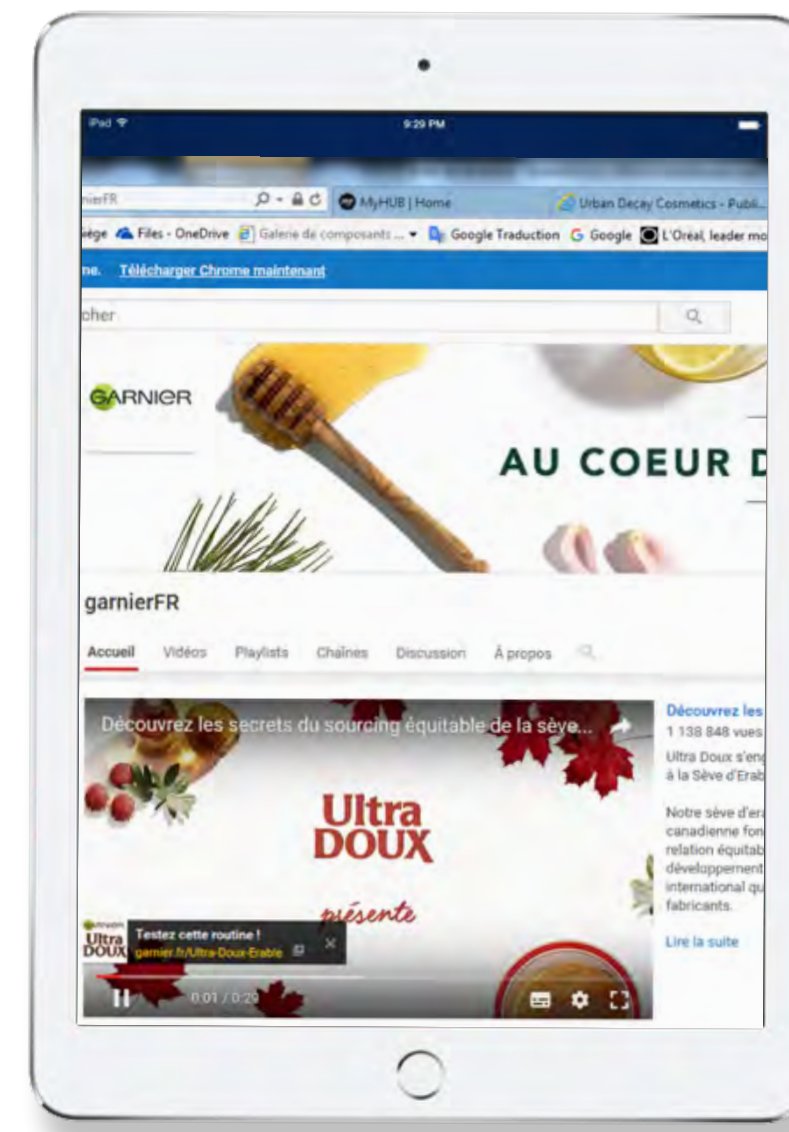 iPad 9:29 PM
nierFR MyHUB | Home Urban Decay Cosmetics - Publi...
iège Files - OneDrive Galerie de composants ... Google Traduction Google L'Oréal, leader mo
me. Télécharger Chrome maintenant
cher
GARNIER
AU COEUR D
garnierFR
Accueil Vidéos Playlists Chaînes Discussion À propos
Découvrez les secrets du sourcing équitable de la sève...
Ultra
DOUX
présente
GARNIER
Ultra
DOUX
Testez cette routine !
garnier.fr/Ultra-Doux-Erable
0:01 / 0:29
Découvrez les
1 138 848 vues
Ultra Doux s'eng
à la Sève d'Erab
Notre sève d'era
canadienne fon
relation équitab
développement
international qu
fabricants.
Lire la suite